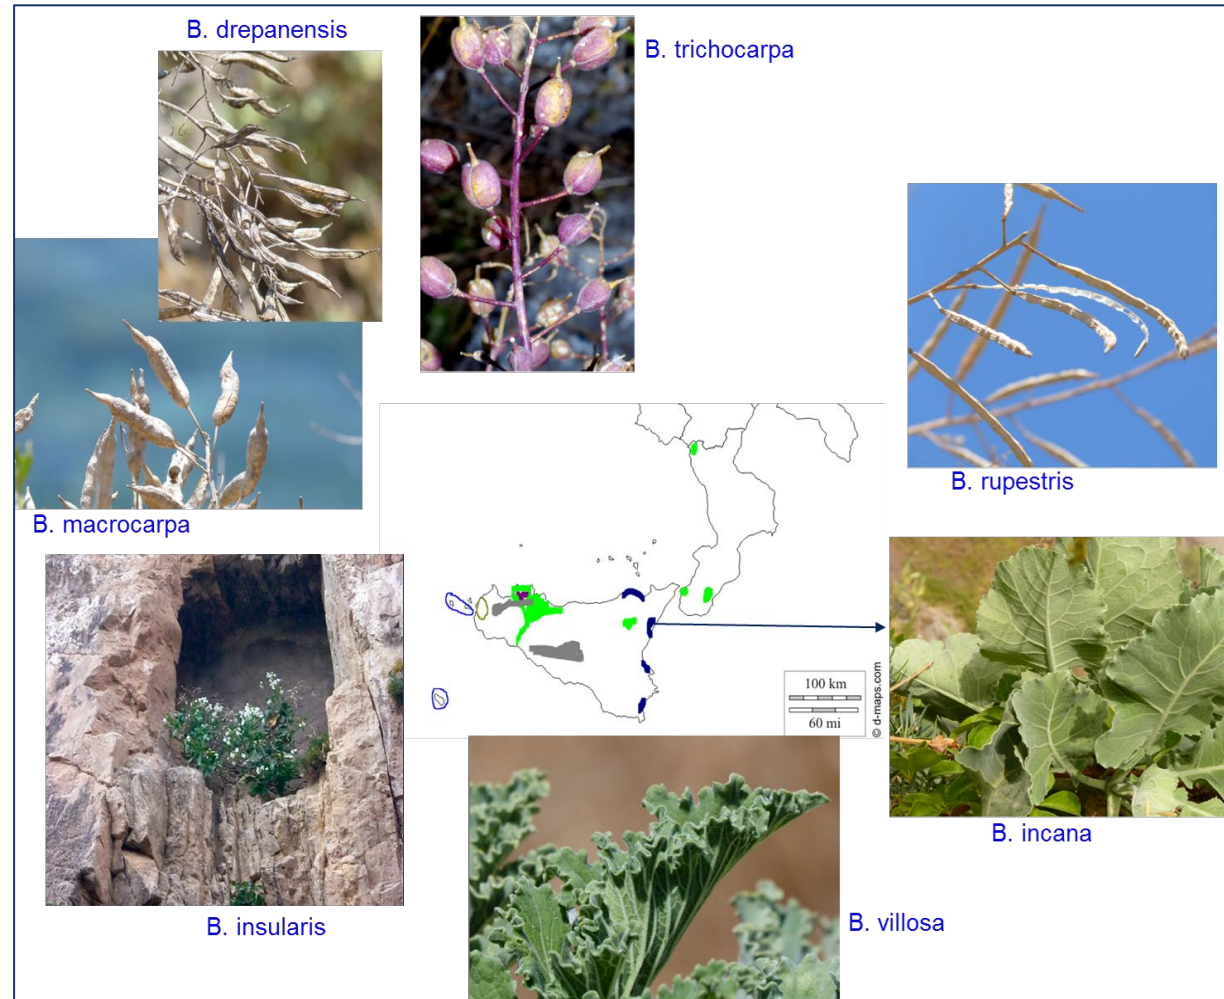 B. drepanensis
B. trichocarpa
B. rupestris
B. macrocarpa
100 km
60 mi
© d-maps.com
B. incana
B. insularis
B. villosa